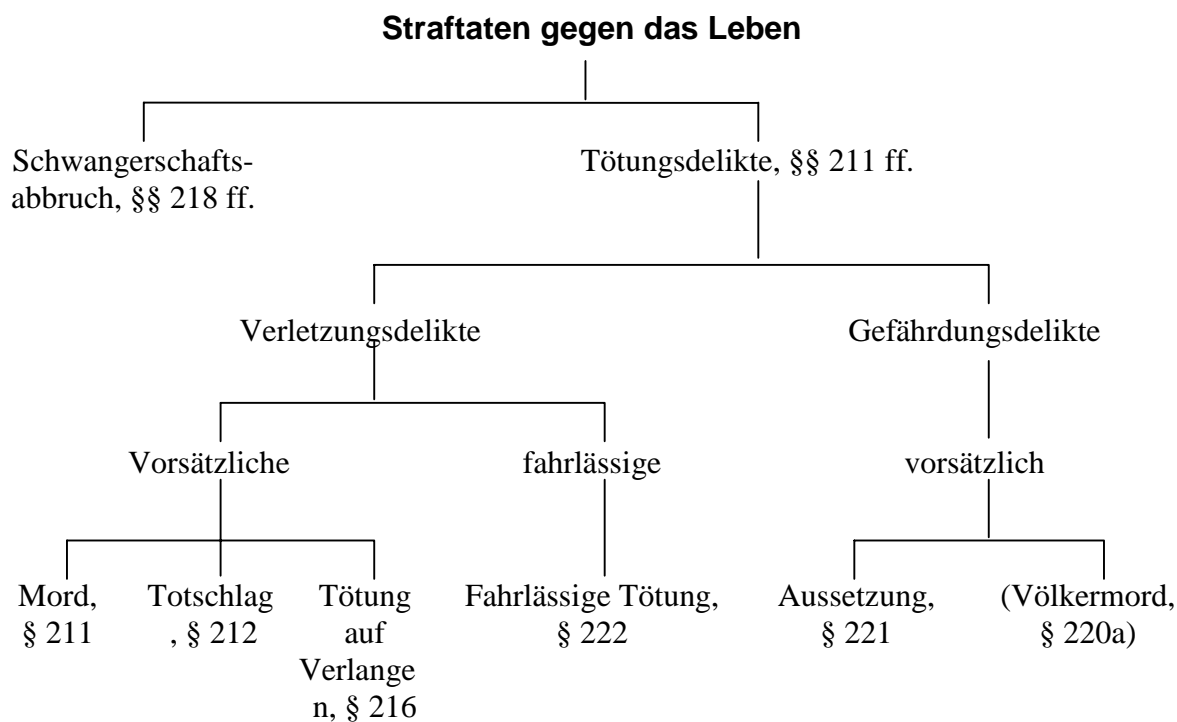 Straftaten gegen das Leben
Schwangerschafts-
abbruch, §§ 218 ff.
Tötungsdelikte, §§ 211 ff.
Verletzungsdelikte
Gefährdungsdelikte
Vorsätzliche
fahrlässige
vorsätzlich
Mord,
§ 211
Totschlag
, § 212
Tötung
auf
Verlange
n, § 216
Fahrlässige Tötung,
§ 222
Aussetzung,
§ 221
(Völkermord,
§ 220a)